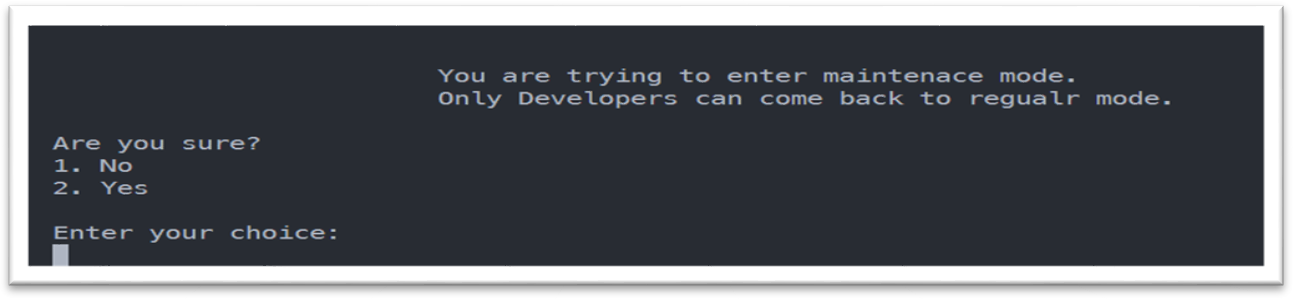 You are trying to enter maintenace mode.
Only Developers can come back to regualr mode.
Are you sure?
1. No
2. Yes
Enter your choice: